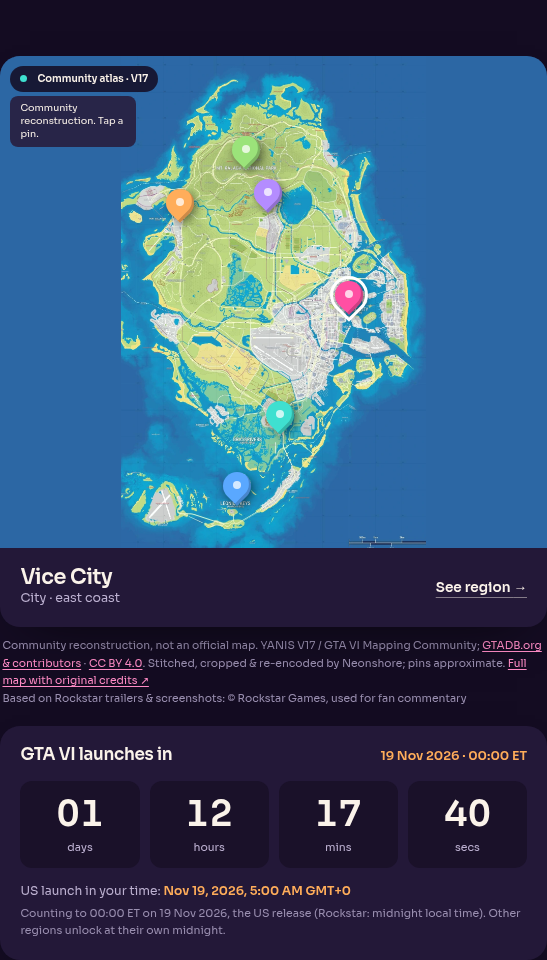 Community atlas · V17
Community
reconstruction. Tap a
pin.
Vice City
City · east coast
See region →
Community reconstruction, not an official map. YANIS V17 / GTA VI Mapping Community; GTADB.org
& contributors · CC BY 4.0. Stitched, cropped & re-encoded by Neonshore; pins approximate. Full
map with original credits ↗
Based on Rockstar trailers & screenshots: © Rockstar Games, used for fan commentary
GTA VI launches in
19 Nov 2026 · 00:00 ET
01
12
17
40
days
hours
mins
secs
US launch in your time: Nov 19, 2026, 5:00 AM GMT+0
Counting to 00:00 ET on 19 Nov 2026, the US release (Rockstar: midnight local time). Other
regions unlock at their own midnight.